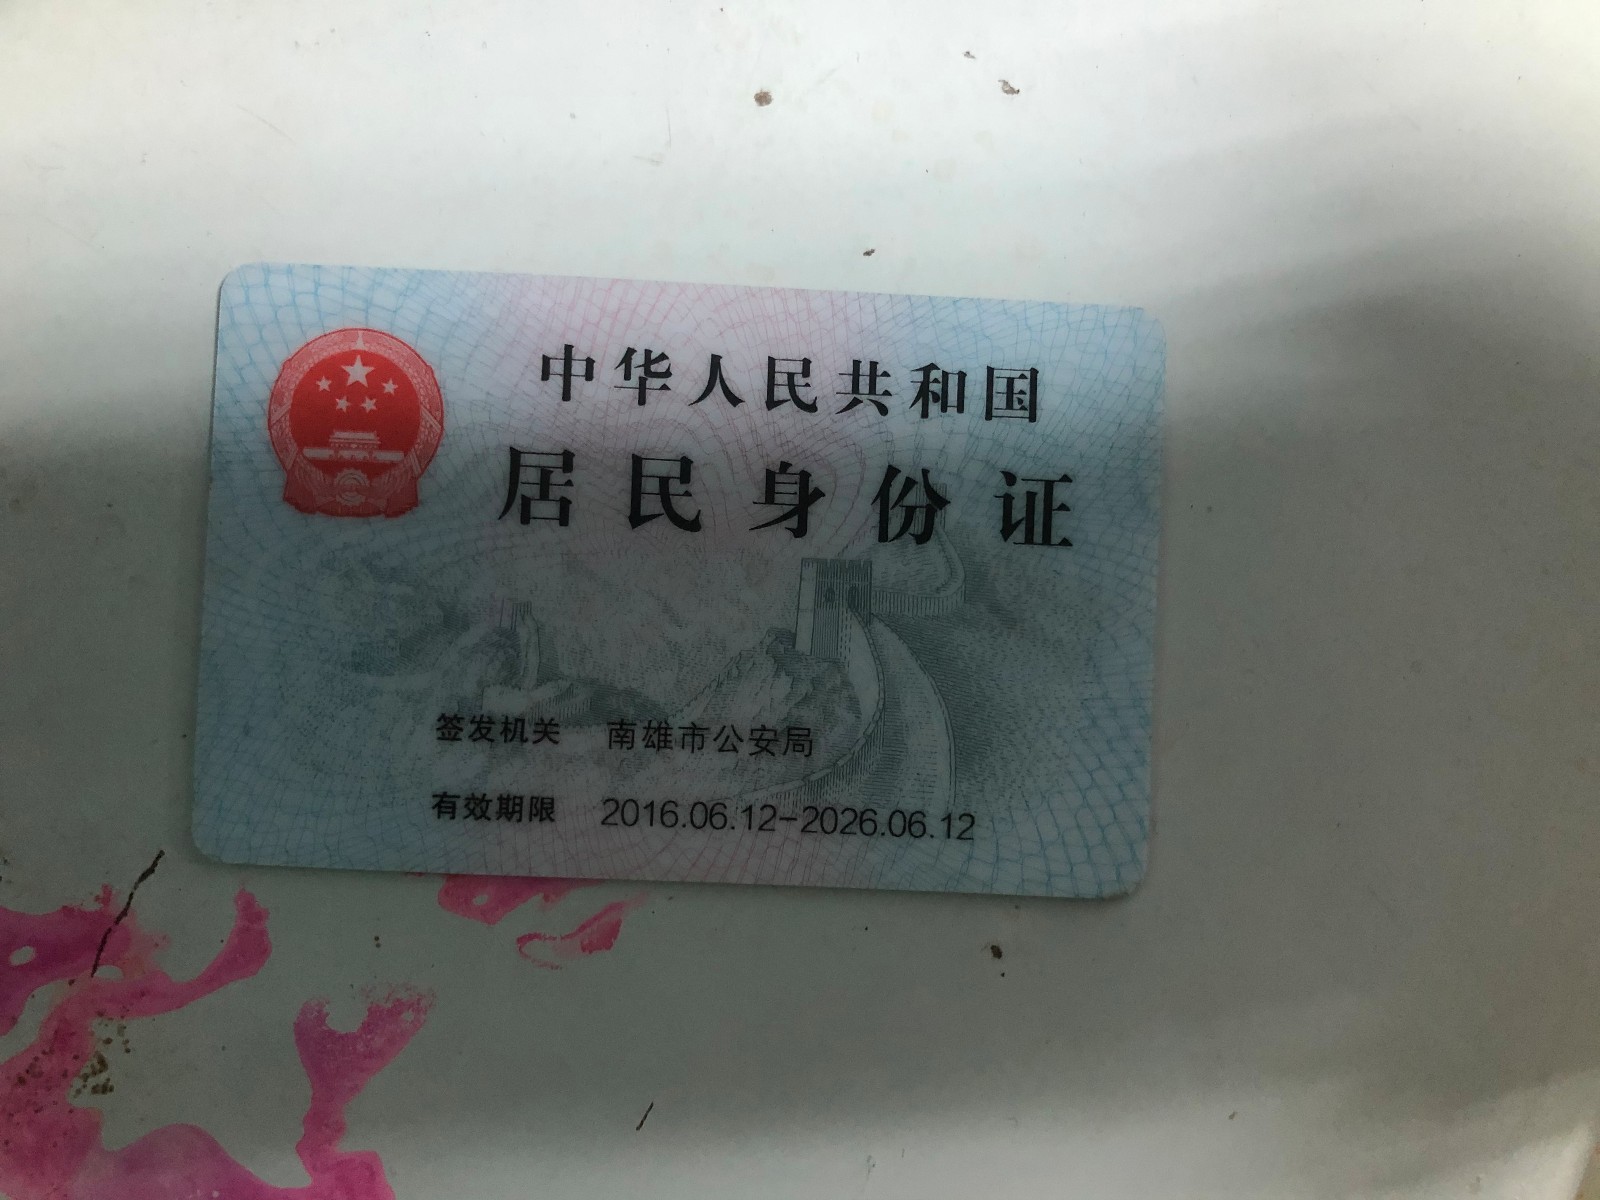 中华人民共和国
居民身份证
签发机关 南雄市公安局
有效期限 2016.06.12-2026.06.12